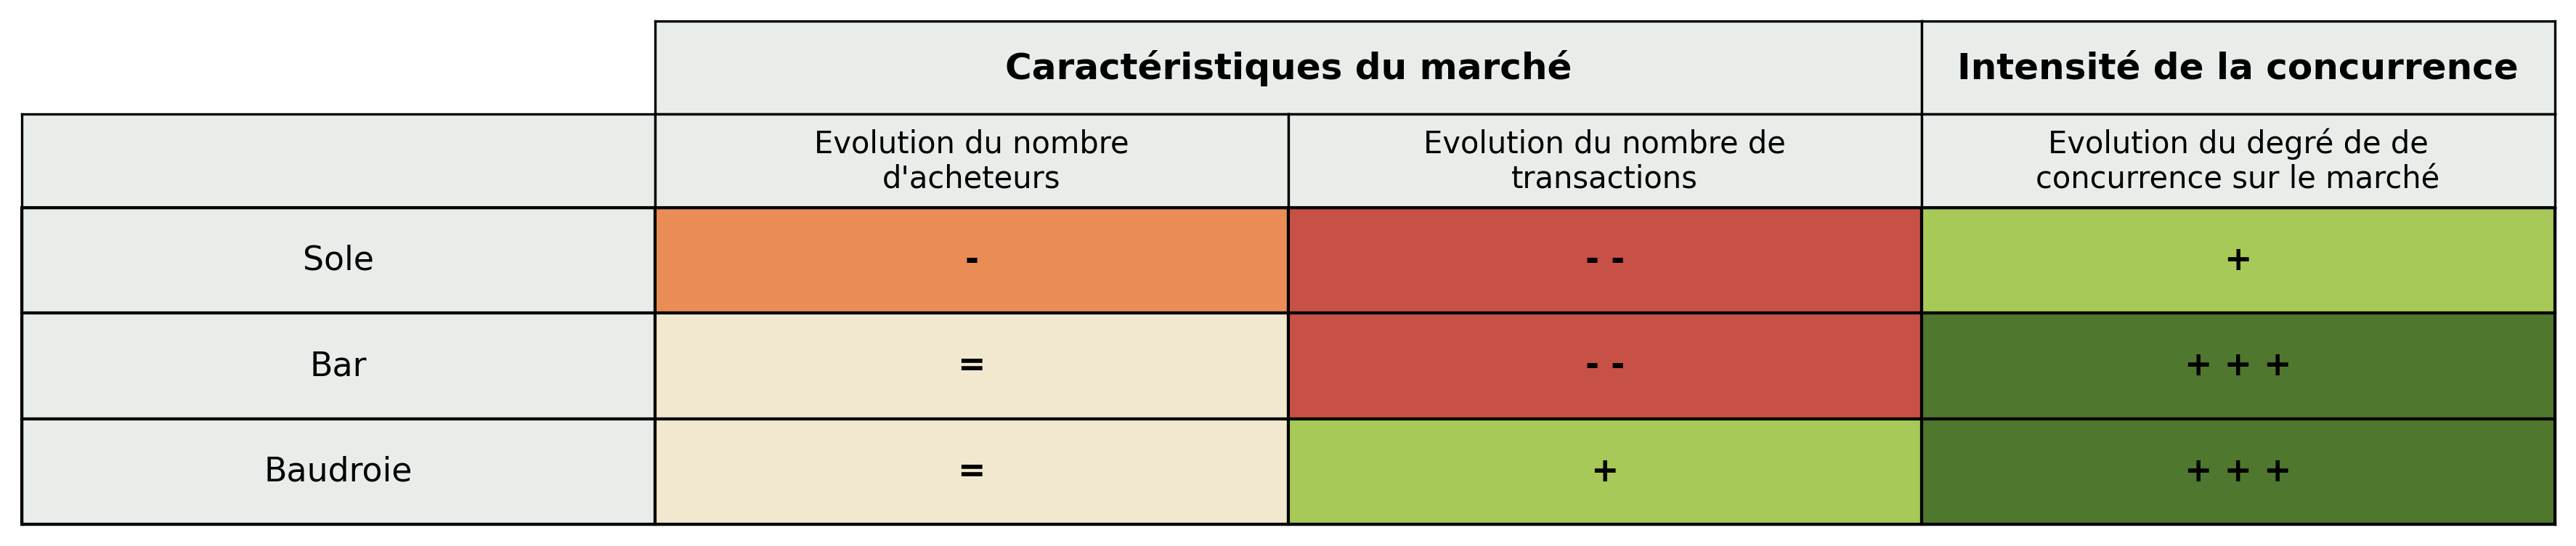 Caractéristiques du marché
Intensité de la concurrence
Evolution du nombre
d'acheteurs
Evolution du nombre de
transactions
Evolution du degré de de
concurrence sur le marché
Sole
-
- -
+
Bar
=
- -
+ + +
Baudroie
=
+
+ + +